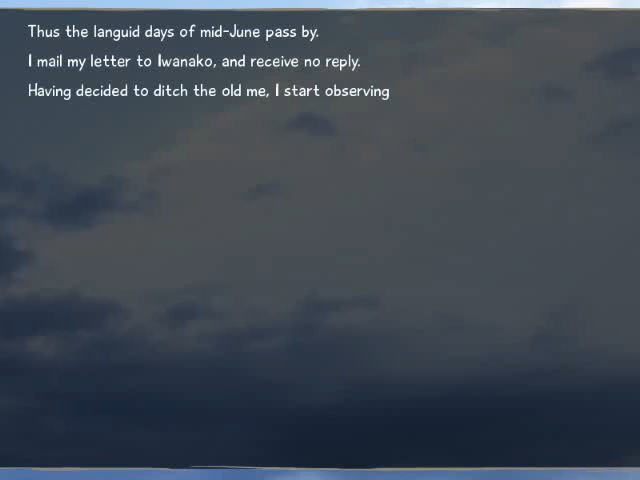 Thus the languid days of mid-June pass by.
I mail my letter to Iwanako, and receive no reply.
Having decided to ditch the old me, I start observing